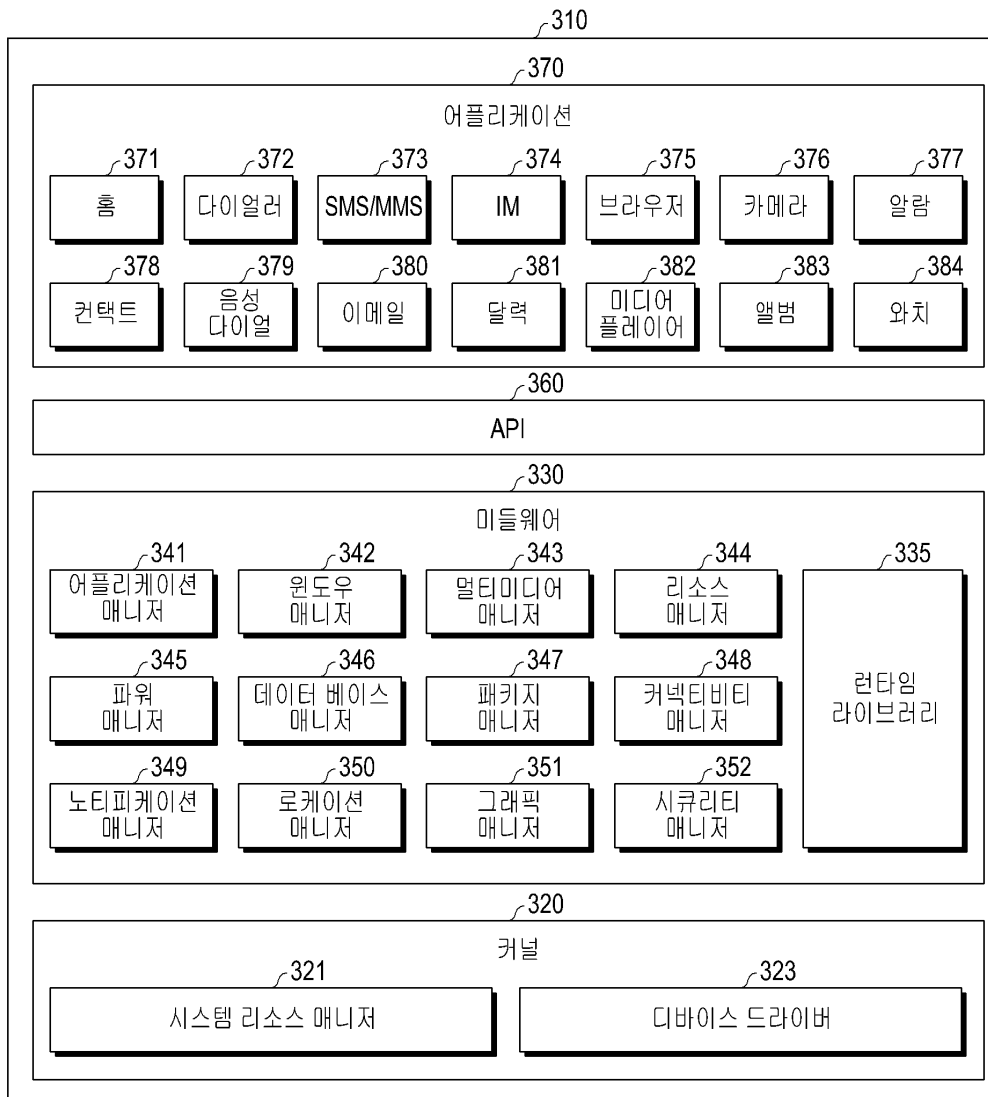 310
370
어플리케이션
371 372 373 374 375 376 377
홈 다이얼러 SMS/MMS IM 브라우저 카메라 알람
378 379 380 381 382 383 384
컨택트 음성 다이얼 이메일 달력 미디어 플레이어 앨범 와치
360
API
330
미들웨어
341 342 343 344 335
어플리케이션 매니저 윈도우 매니저 멀티미디어 매니저 리소스 매니저
345 346 347 348
파워 매니저 데이터 베이스 매니저 패키지 매니저 커넥티비티 매니저
런타임 라이브러리
349 350 351 352
노티피케이션 매니저 로케이션 매니저 그래픽 매니저 시큐리티 매니저
320
커널
321 323
시스템 리소스 매니저 디바이스 드라이버